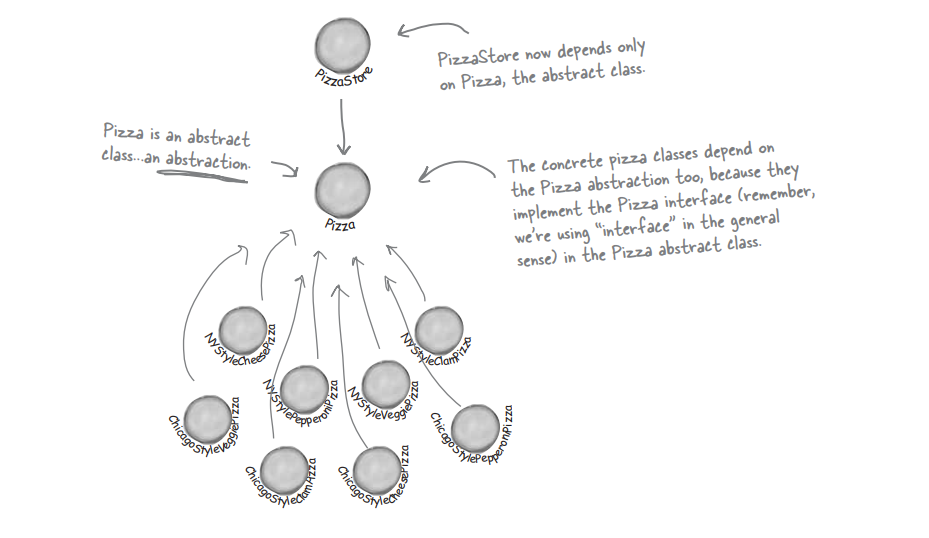 PizzaStore
PizzaStore now depends only
on Pizza, the abstract class.
Pizza is an abstract
class...an abstraction.
Pizza
The concrete pizza classes depend on
the Pizza abstraction too, because they
implement the Pizza interface (remember,
we're using "interface" in the general
sense) in the Pizza abstract class.
NYStyleCheesePizza
NYStyleClamPizza
NYStylePepperoniPizza
NYStyleVeggiePizza
ChicagoStyleVeggiePizza
ChicagoStylePepperoniPizza
ChicagoStyleClamPizza
ChicagoStyleCheesePizza